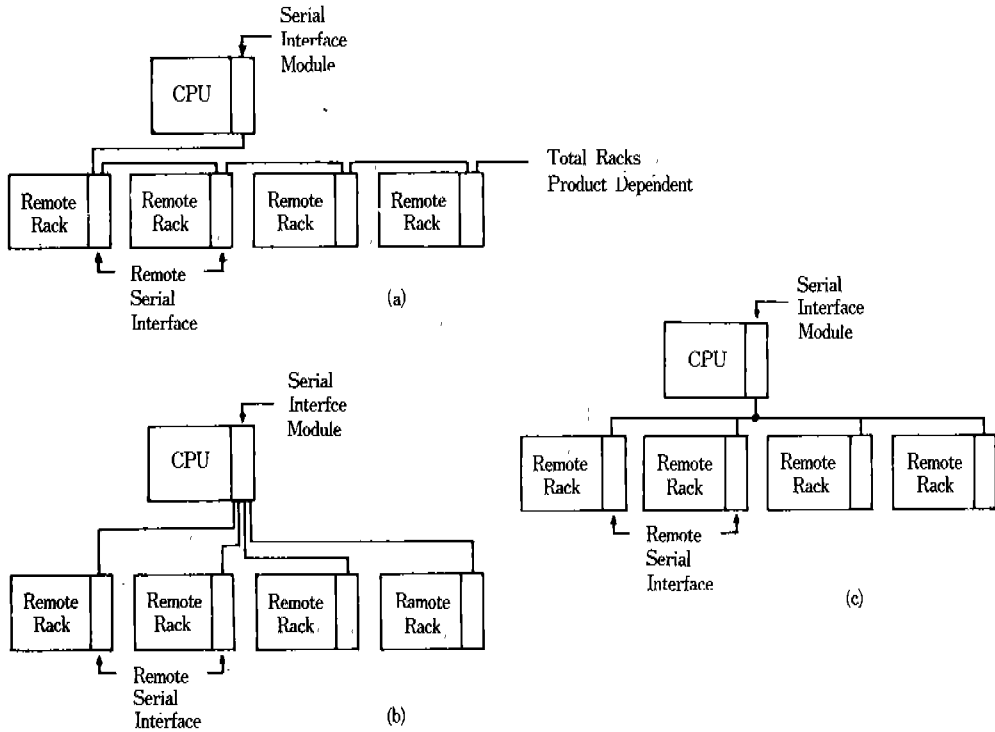 Serial
Interface
Module
CPU
Total Racks
Product Dependent
Remote
Rack
Remote
Rack
Remote
Rack
Remote
Rack
Remote
Serial
Interface
(a)
Serial
Interfce
Module
CPU
Remote
Rack
Remote
Rack
Remote
Rack
Ramote
Rack
Remote
Serial
Interface
(b)
Serial
Interface
Module
CPU
Remote
Rack
Remote
Rack
Remote
Rack
Remote
Rack
Remote
Serial
Interface
(c)